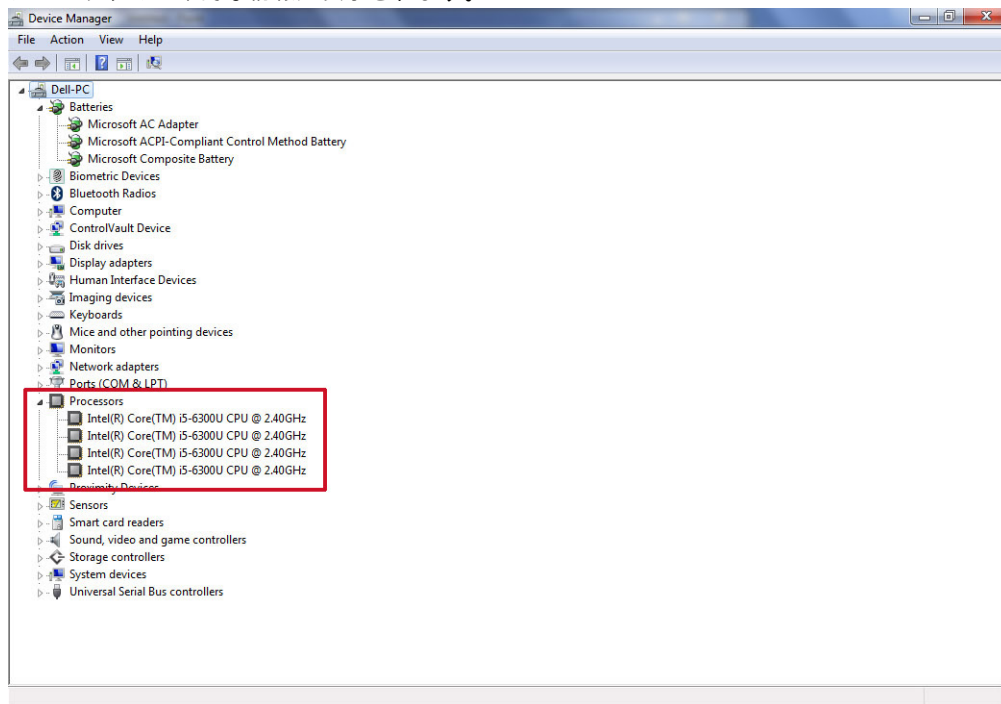 Device Manager
File Action View Help
Dell-PC
Batteries
Microsoft AC Adapter
Microsoft ACPI-Compliant Control Method Battery
Microsoft Composite Battery
Biometric Devices
Bluetooth Radios
Computer
ControlVault Device
Disk drives
Display adapters
Human Interface Devices
Imaging devices
Keyboards
Mice and other pointing devices
Monitors
Network adapters
Ports (COM & LPT)
Processors
Intel(R) Core(TM) i5-6300U CPU @ 2.40GHz
Intel(R) Core(TM) i5-6300U CPU @ 2.40GHz
Intel(R) Core(TM) i5-6300U CPU @ 2.40GHz
Intel(R) Core(TM) i5-6300U CPU @ 2.40GHz
Proximity Devices
Sensors
Smart card readers
Sound, video and game controllers
Storage controllers
System devices
Universal Serial Bus controllers